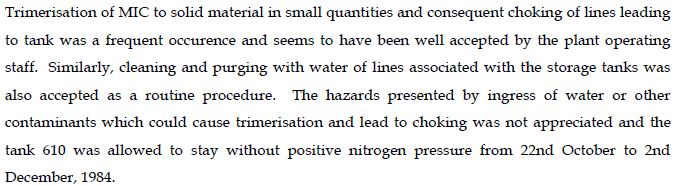 Trimerisation of MIC to solid material in small quantities and consequent choking of lines leading
to tank was a frequent occurence and seems to have been well accepted by the plant operating
staff. Similarly, cleaning and purging with water of lines associated with the storage tanks was
also accepted as a routine procedure. The hazards presented by ingress of water or other
contaminants which could cause trimerisation and lead to choking was not appreciated and the
tank 610 was allowed to stay without positive nitrogen pressure from 22nd October to 2nd
December, 1984.